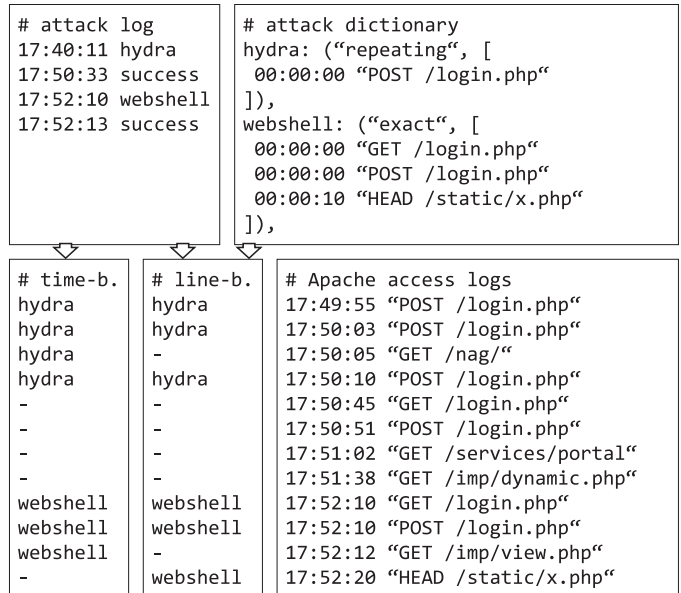 # attack log
17:40:11 hydra
17:50:33 success
17:52:10 webshell
17:52:13 success
# attack dictionary
hydra: (“repeating“, [
00:00:00 “POST /login.php“
]),
webshell: (“exact“, [
00:00:00 “GET /login.php“
00:00:00 “POST /login.php“
00:00:10 “HEAD /static/x.php“
]),
# time-b.
hydra
hydra
hydra
hydra
-
-
-
-
webshell
webshell
webshell
-
# line-b.
hydra
hydra
-
hydra
-
-
-
-
webshell
webshell
-
webshell
# Apache access logs
17:49:55 “POST /login.php“
17:50:03 “POST /login.php“
17:50:05 “GET /nag/“
17:50:10 “POST /login.php“
17:50:45 “GET /login.php“
17:50:51 “POST /login.php“
17:51:02 “GET /services/portal“
17:51:38 “GET /imp/dynamic.php“
17:52:10 “GET /login.php“
17:52:10 “POST /login.php“
17:52:12 “GET /imp/view.php“
17:52:20 “HEAD /static/x.php“